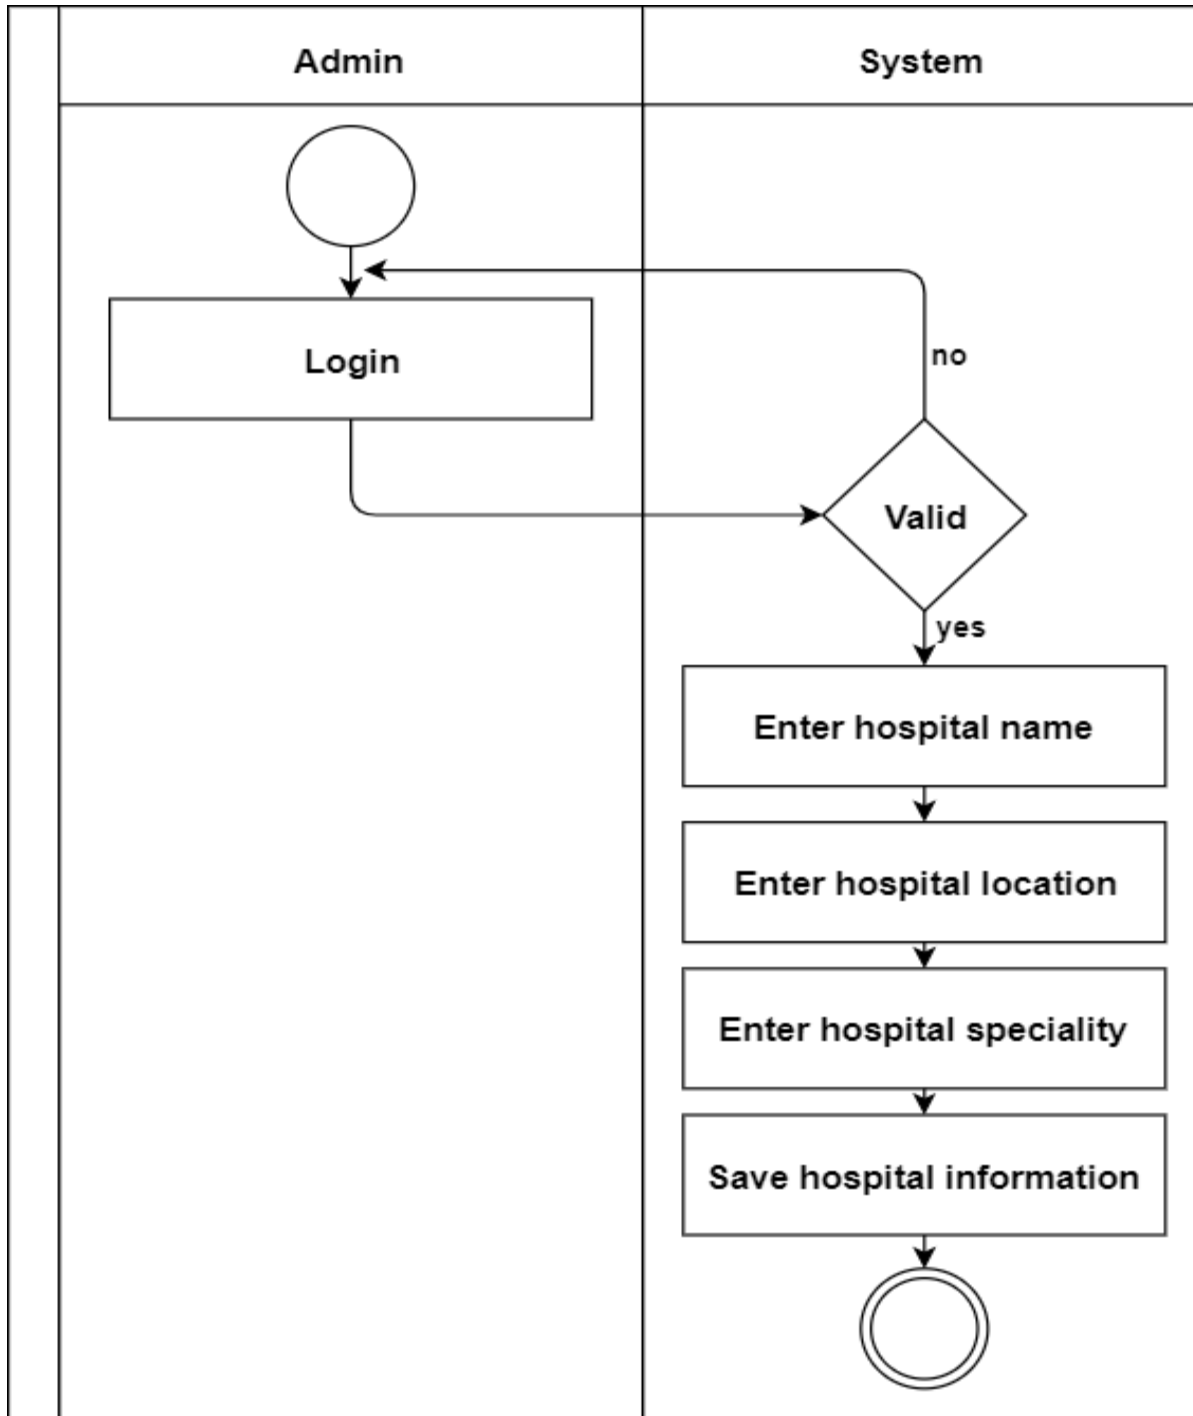 Admin
System
Login
no
Valid
yes
Enter hospital name
Enter hospital location
Enter hospital speciality
Save hospital information